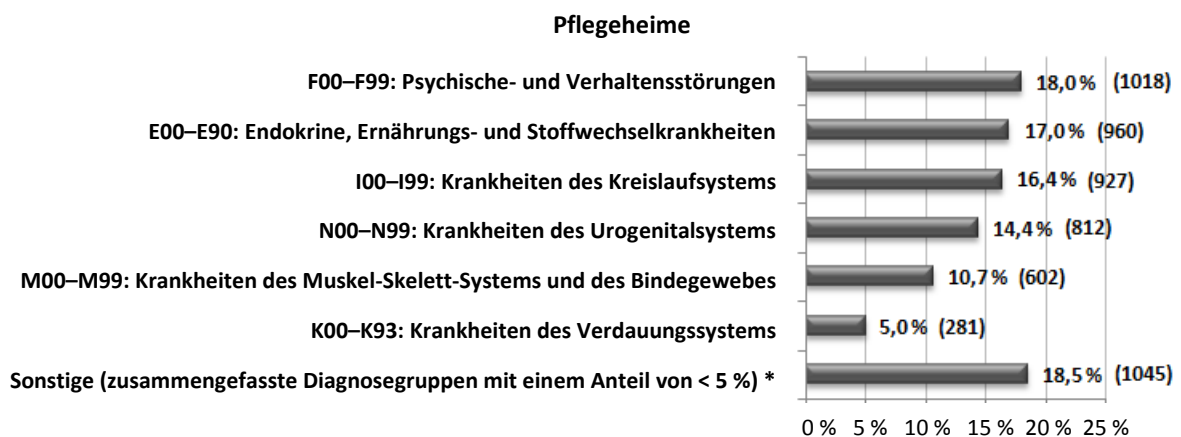 Pflegeheime
F00–F99: Psychische- und Verhaltensstörungen 18,0 % (1018)
E00–E90: Endokrine, Ernährungs- und Stoffwechselkrankheiten 17,0 % (960)
I00–I99: Krankheiten des Kreislaufsystems 16,4 % (927)
N00–N99: Krankheiten des Urogenitalsystems 14,4 % (812)
M00–M99: Krankheiten des Muskel-Skelett-Systems und des Bindegewebes 10,7 % (602)
K00–K93: Krankheiten des Verdauungssystems 5,0 % (281)
Sonstige (zusammengefasste Diagnosegruppen mit einem Anteil von < 5 %) * 18,5 % (1045)
0 % 5 % 10 % 15 % 20 % 25 %